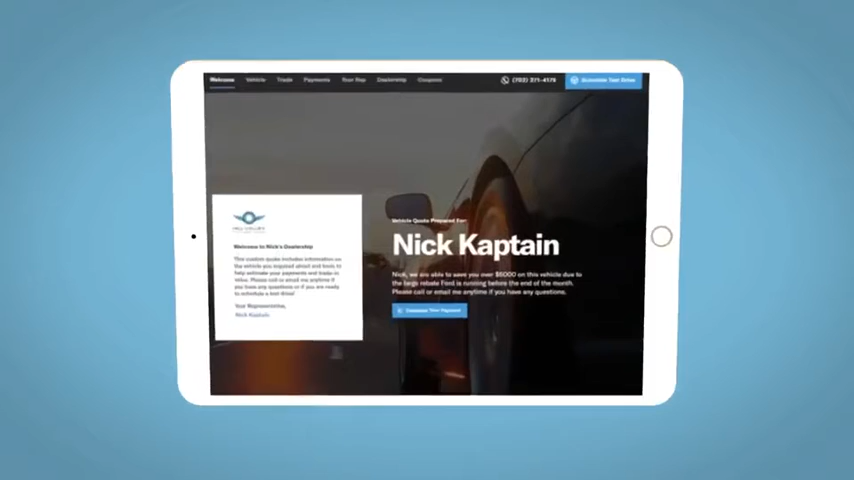 Welcome Vehicle Trade Payments Your Rep Dealership Coupons (702) 271-4179 Schedule Test Drive
Welcome to Nick's Dealership
This custom quote includes information on
the vehicle you inquired about and tools to
help estimate your payments and trade-in
value. Please call or email me anytime if
you have any questions or if you are ready
to schedule a test drive!
Your Representative,
Nick Kaptain
Vehicle Quote Prepared For:
Nick Kaptain
Nick, we are able to save you over $5000 on this vehicle due to
the large rebate Ford is running before the end of the month.
Please call or email me anytime if you have any questions.
Customize Your Payment